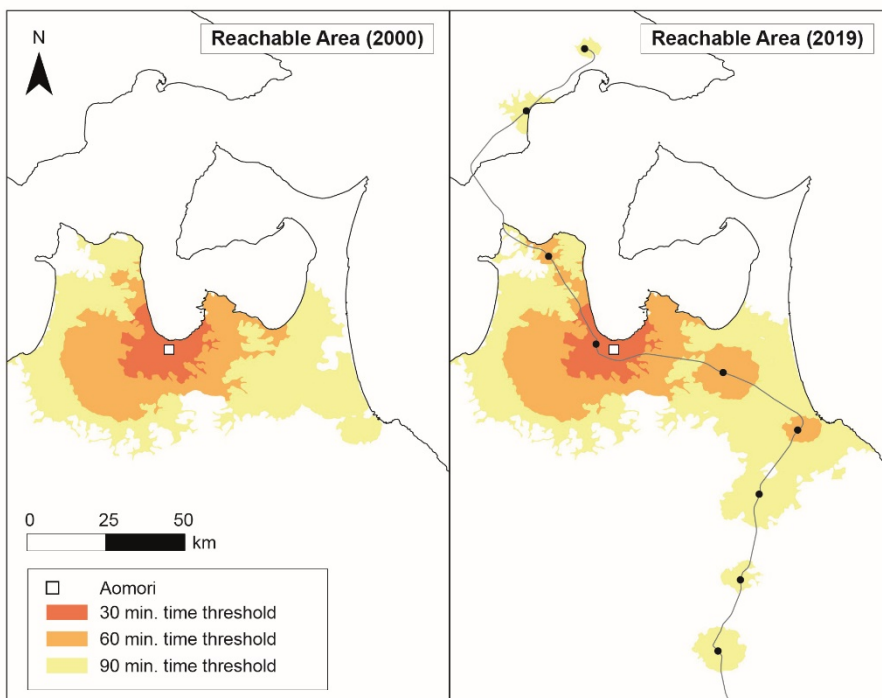 N
Reachable Area (2000)
Reachable Area (2019)
0 25 50
km
Aomori
30 min. time threshold
60 min. time threshold
90 min. time threshold